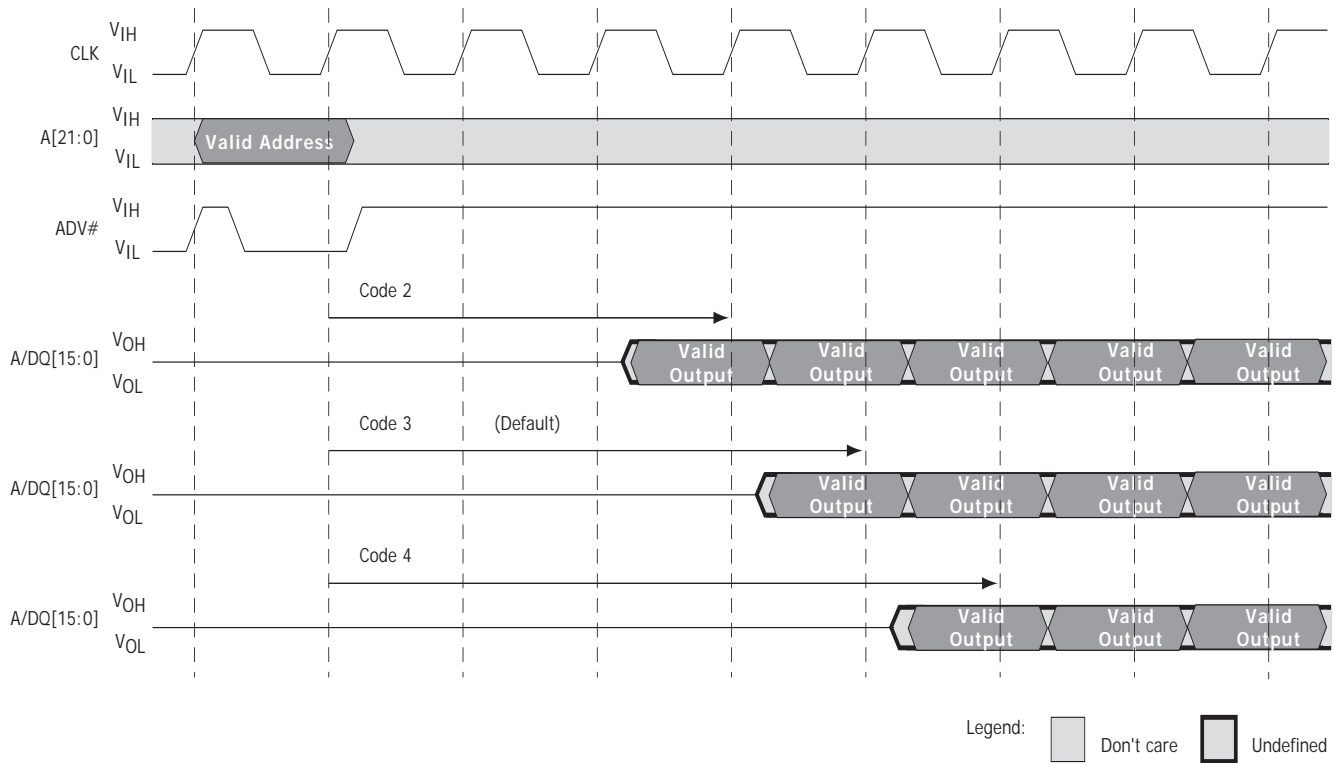 VIH
CLK
VIL
VIH
A[21:0]
Valid Address
VIL
VIH
ADV#
VIL
Code 2
VOH
A/DQ[15:0]
VOL
Valid Output
Valid Output
Valid Output
Valid Output
Valid Output
Code 3 (Default)
VOH
A/DQ[15:0]
VOL
Valid Output
Valid Output
Valid Output
Valid Output
Code 4
VOH
A/DQ[15:0]
VOL
Valid Output
Valid Output
Valid Output
Legend: Don't care Undefined